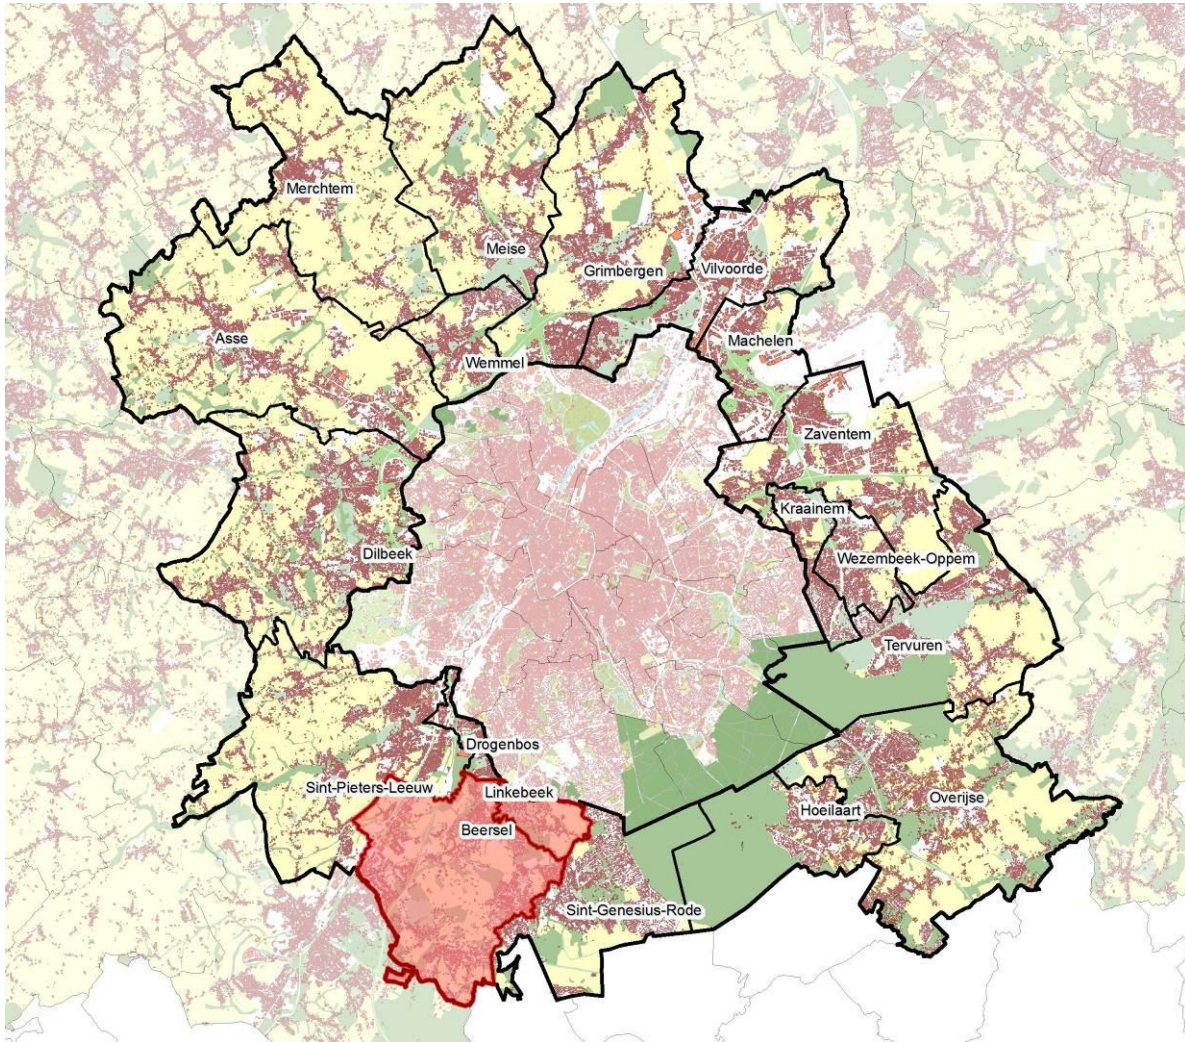 Merchtem
Meise
Grimbergen
Vilvoorde
Asse
Wemmel
Machelen
Zaventem
Kraainem
Dilbeek
Wezembeek-Oppem
Tervuren
Drogenbos
Sint-Pieters-Leeuw
Linkebeek
Beersel
Hoeilaart
Overijse
Sint-Genesius-Rode